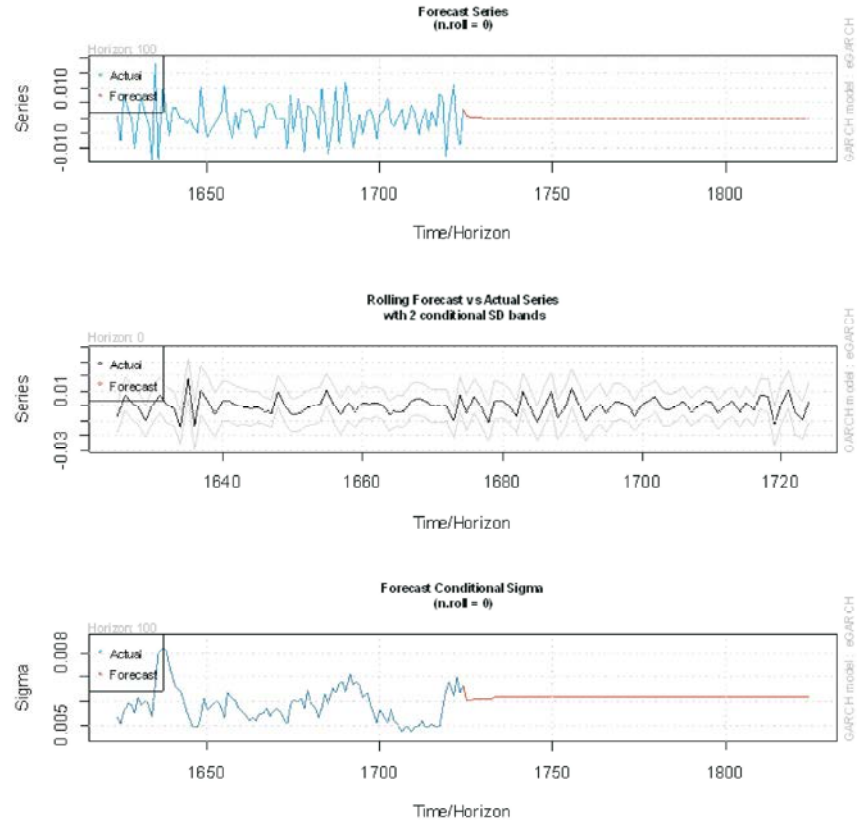 Forecast Series
(n.roll = 0)
Horizon: 100
Actual
Forecast
Series
0.010
-0.010
1650
1700
1750
1800
Time/Horizon
GARCH model : eGARCH
Rolling Forecast vs Actual Series
wth 2 conditional SD bands
Horizon: 0
Actual
Forecast
Series
0.01
-0.03
1640
1660
1680
1700
1720
Time/Horizon
GARCH model : eGARCH
Forecast Conditional Sigma
(n.roll = 0)
Horizon: 100
Actual
Forecast
Sigma
0.008
0.005
1650
1700
1750
1800
Time/Horizon
GARCH model : eGARCH